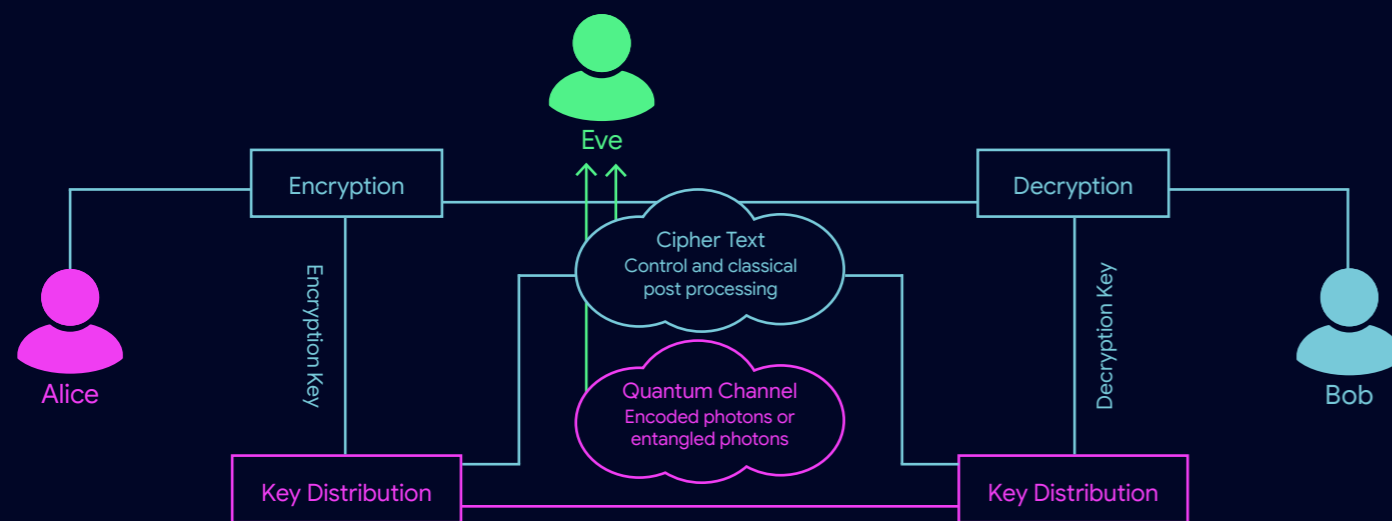 Eve
Encryption
Decryption
Cipher Text
Control and classical
post processing
Encryption Key
Decryption Key
Alice
Bob
Quantum Channel
Encoded photons or
entangled photons
Key Distribution
Key Distribution